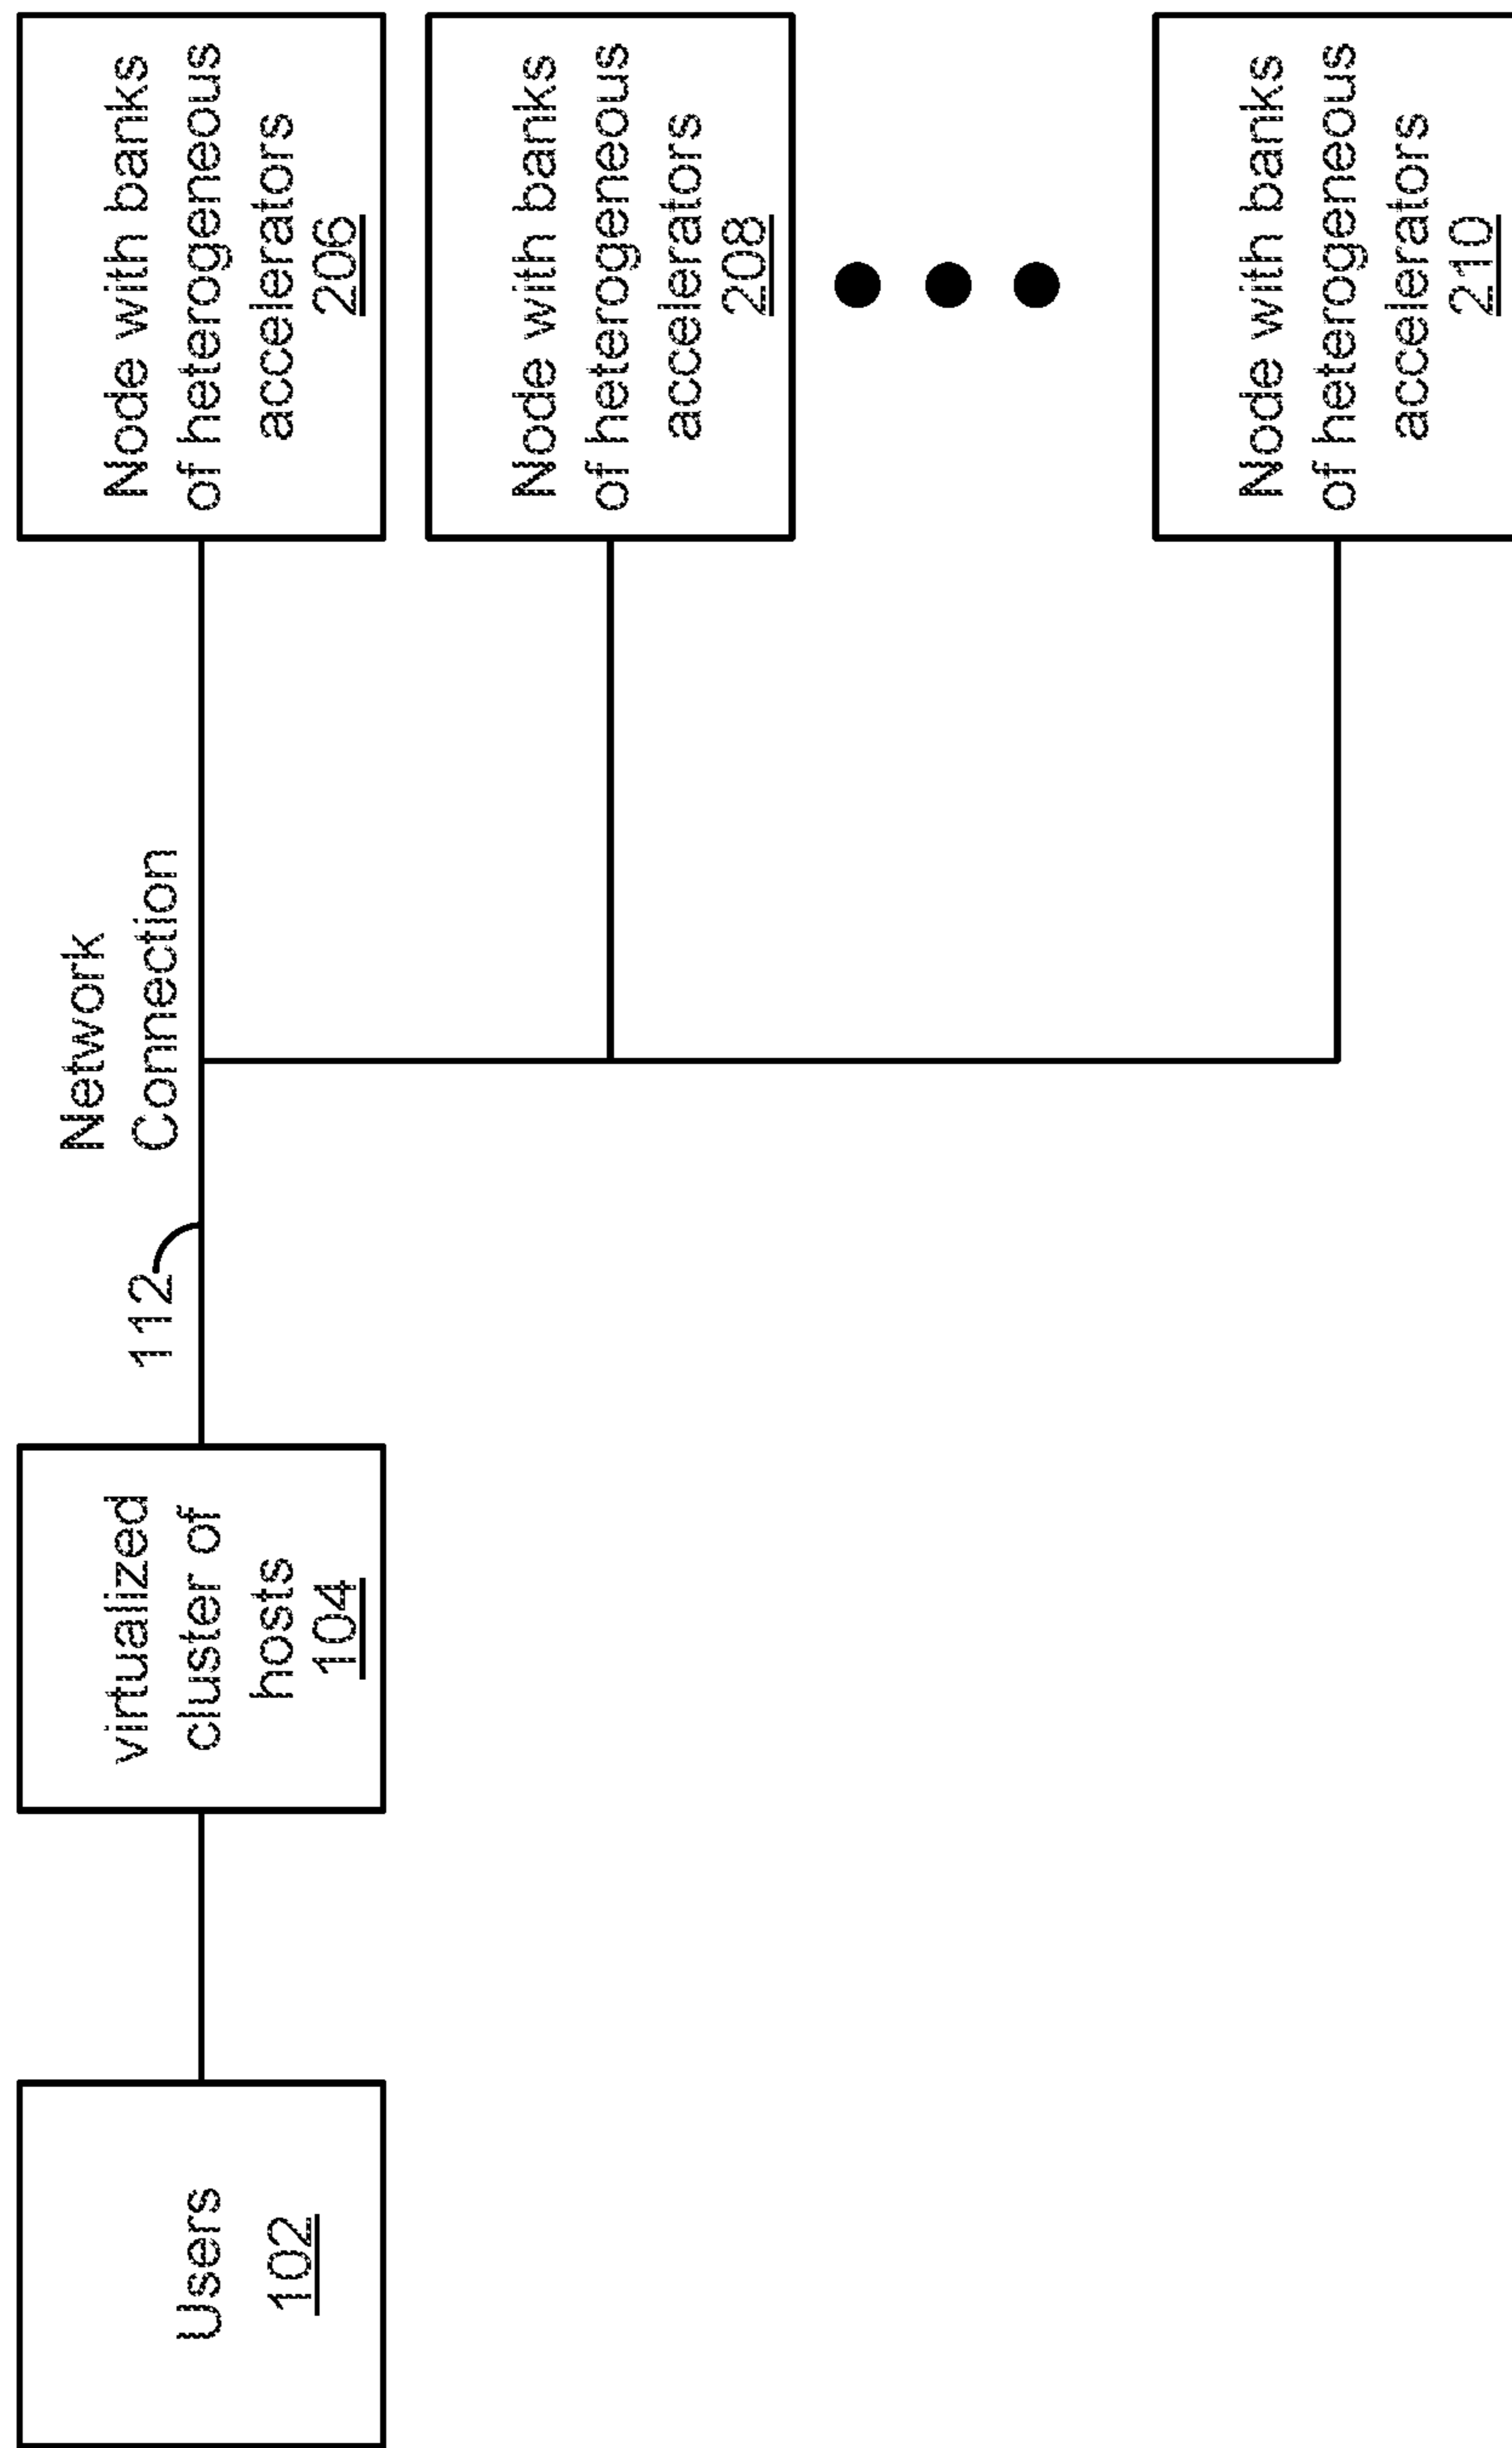 Users
102
virtualized
cluster of
hosts
104
112
Network
Connection
Node with banks
of heterogeneous
accelerators
206
Node with banks
of heterogeneous
accelerators
208
Node with banks
of heterogeneous
accelerators
210